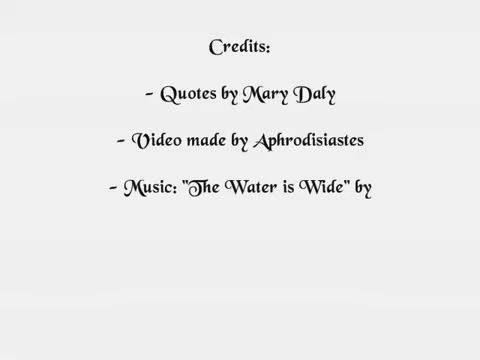 Credits:
- Quotes by Mary Daly
- Video made by Aphrodisiastes
- Music: "The Water is Wide" by